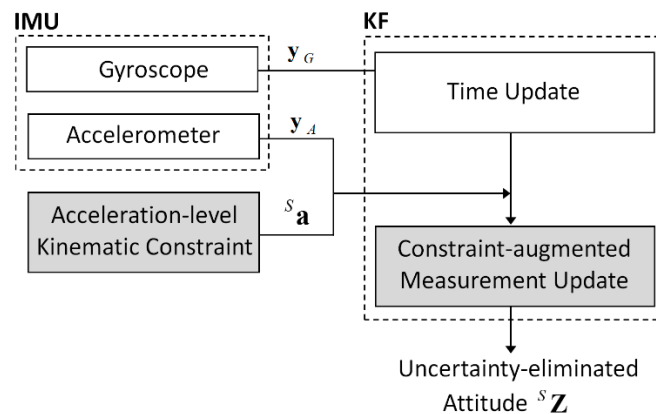 IMU
KF
Gyroscope
y G
Time Update
Accelerometer
y A
Acceleration-level
Kinematic Constraint
S a
Constraint-augmented
Measurement Update
Uncertainty-eliminated
Attitude S Z